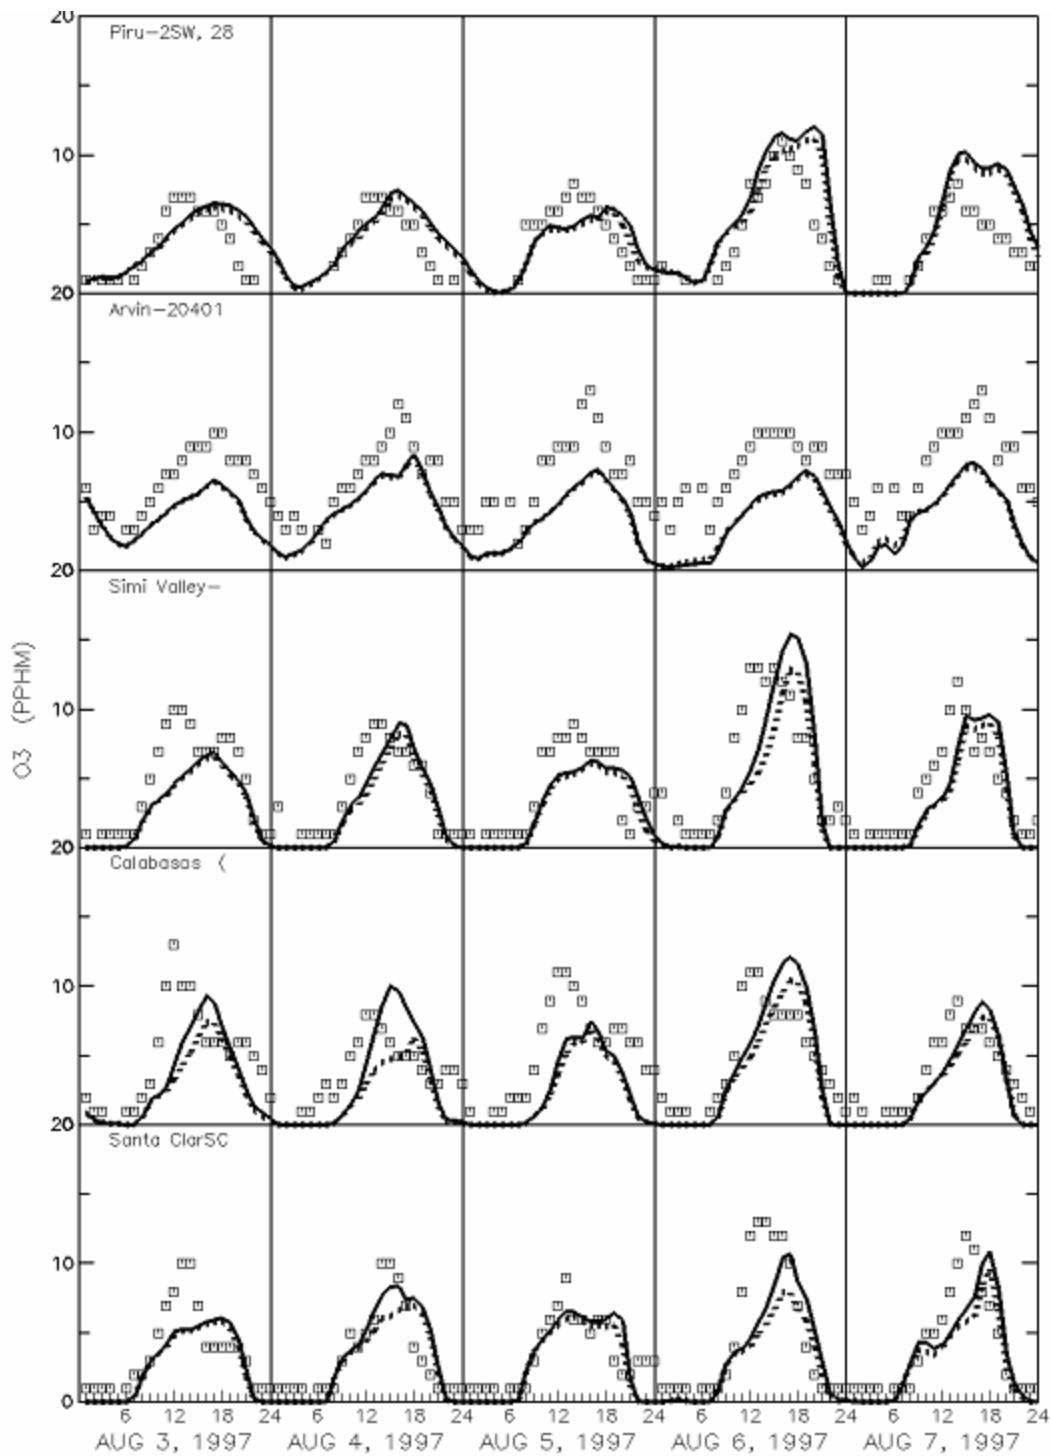 20
Piru-2SW, 28
10
20
Arvin-20401
10
20
Simi Valley-
10
20
Calabasas (
10
20
Santa ClarSC
10
0
O3 (PPHM)
6 12 18 24 6 12 18 24 6 12 18 24 6 12 18 24 6 12 18 24
AUG 3, 1997 AUG 4, 1997 AUG 5, 1997 AUG 6, 1997 AUG 7, 1997